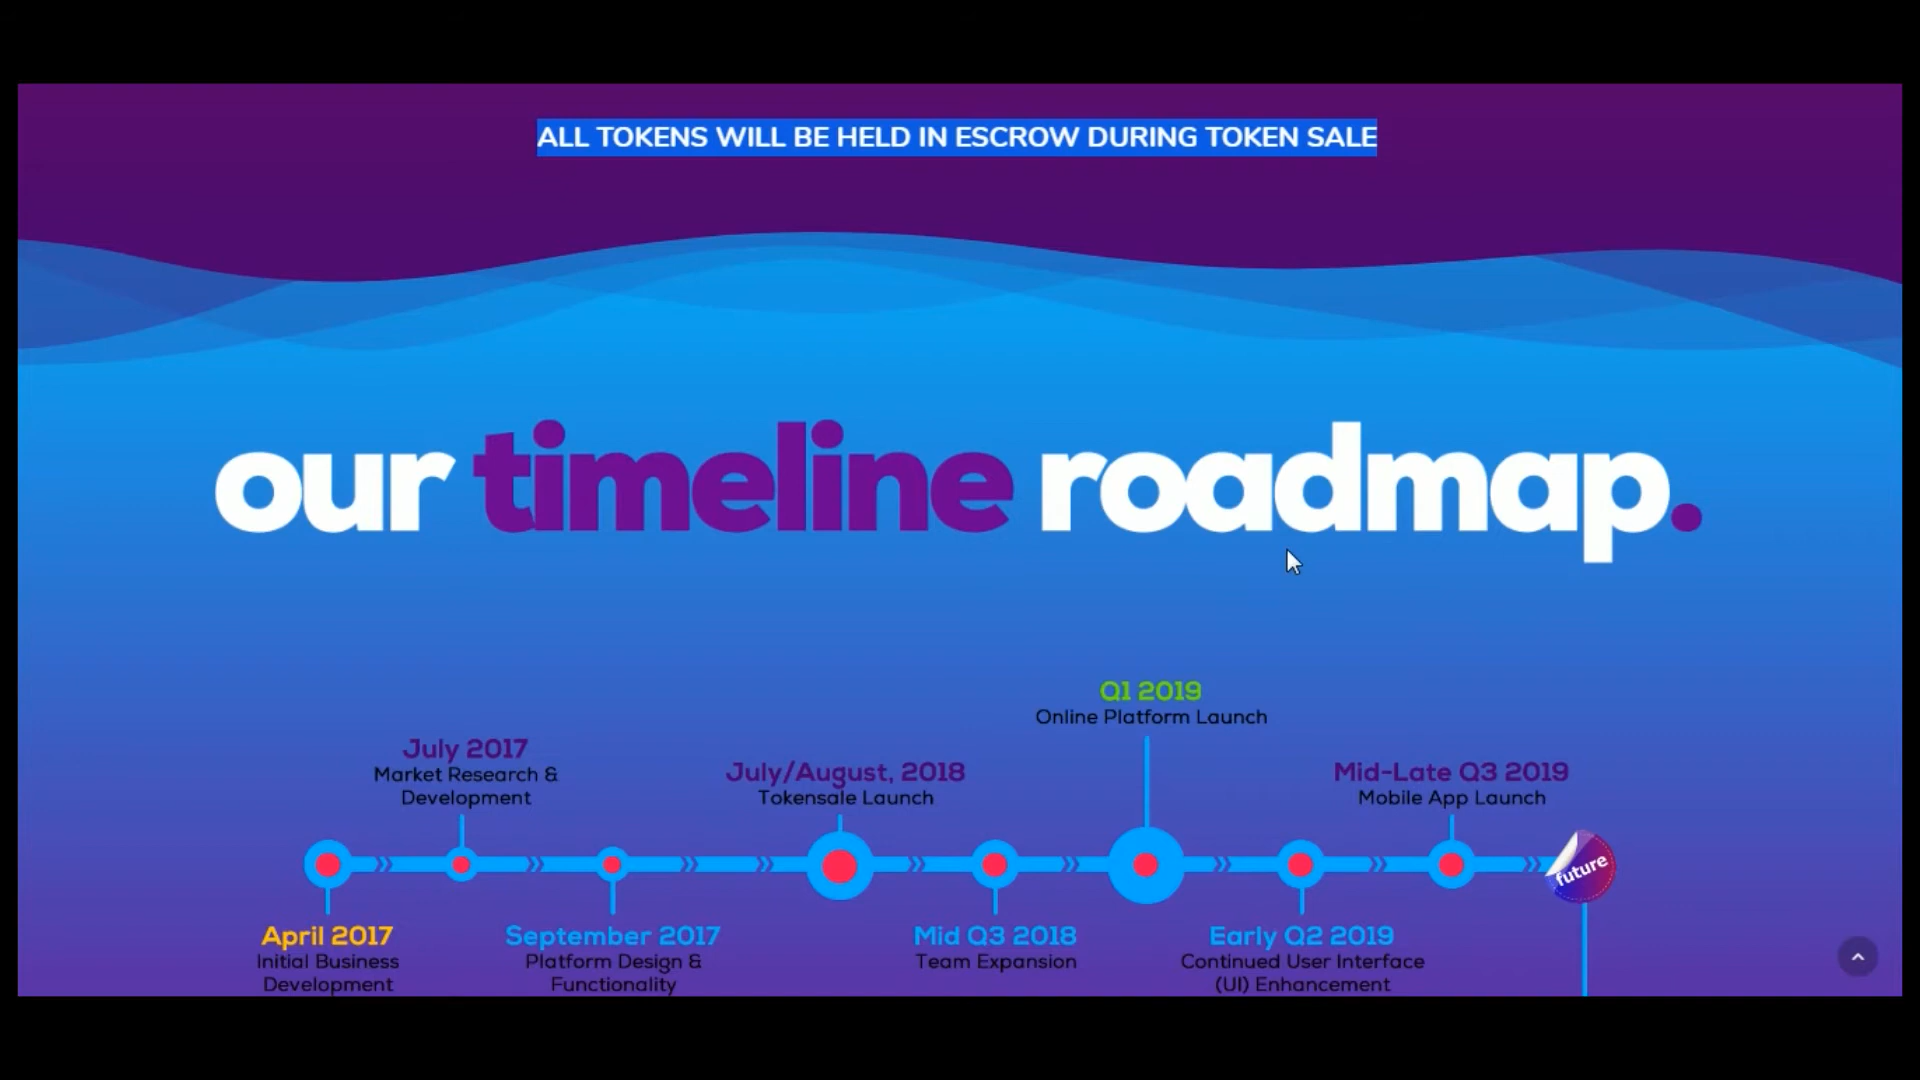 ALL TOKENS WILL BE HELD IN ESCROW DURING TOKEN SALE
our timeline roadmap.
Q1 2019
Online Platform Launch
July 2017
Market Research &
Development
July/August, 2018
Tokensale Launch
Mid-Late Q3 2019
Mobile App Launch
future
April 2017
Initial Business
Development
September 2017
Platform Design &
Functionality
Mid Q3 2018
Team Expansion
Early Q2 2019
Continued User Interface
(UI) Enhancement